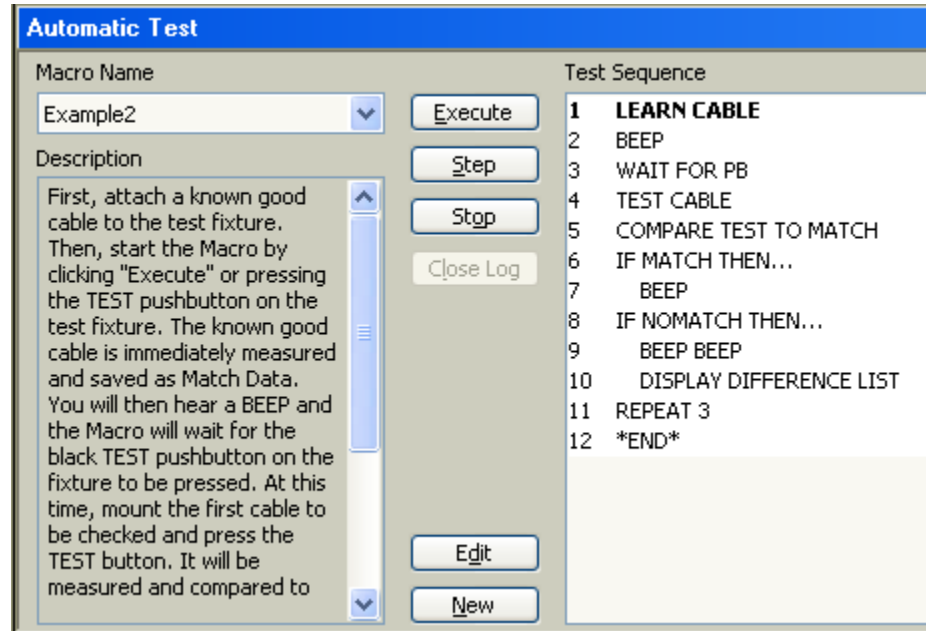 Automatic Test
Macro Name
Example2
Description
First, attach a known good
cable to the test fixture.
Then, start the Macro by
clicking "Execute" or pressing
the TEST pushbutton on the
test fixture. The known good
cable is immediately measured
and saved as Match Data.
You will then hear a BEEP and
the Macro will wait for the
black TEST pushbutton on the
fixture to be pressed. At this
time, mount the first cable to
be checked and press the
TEST button. It will be
measured and compared to
Execute
Step
Stop
Close Log
Edit
New
Test Sequence
1 LEARN CABLE
2 BEEP
3 WAIT FOR PB
4 TEST CABLE
5 COMPARE TEST TO MATCH
6 IF MATCH THEN...
7 BEEP
8 IF NOMATCH THEN...
9 BEEP BEEP
10 DISPLAY DIFFERENCE LIST
11 REPEAT 3
12 *END*